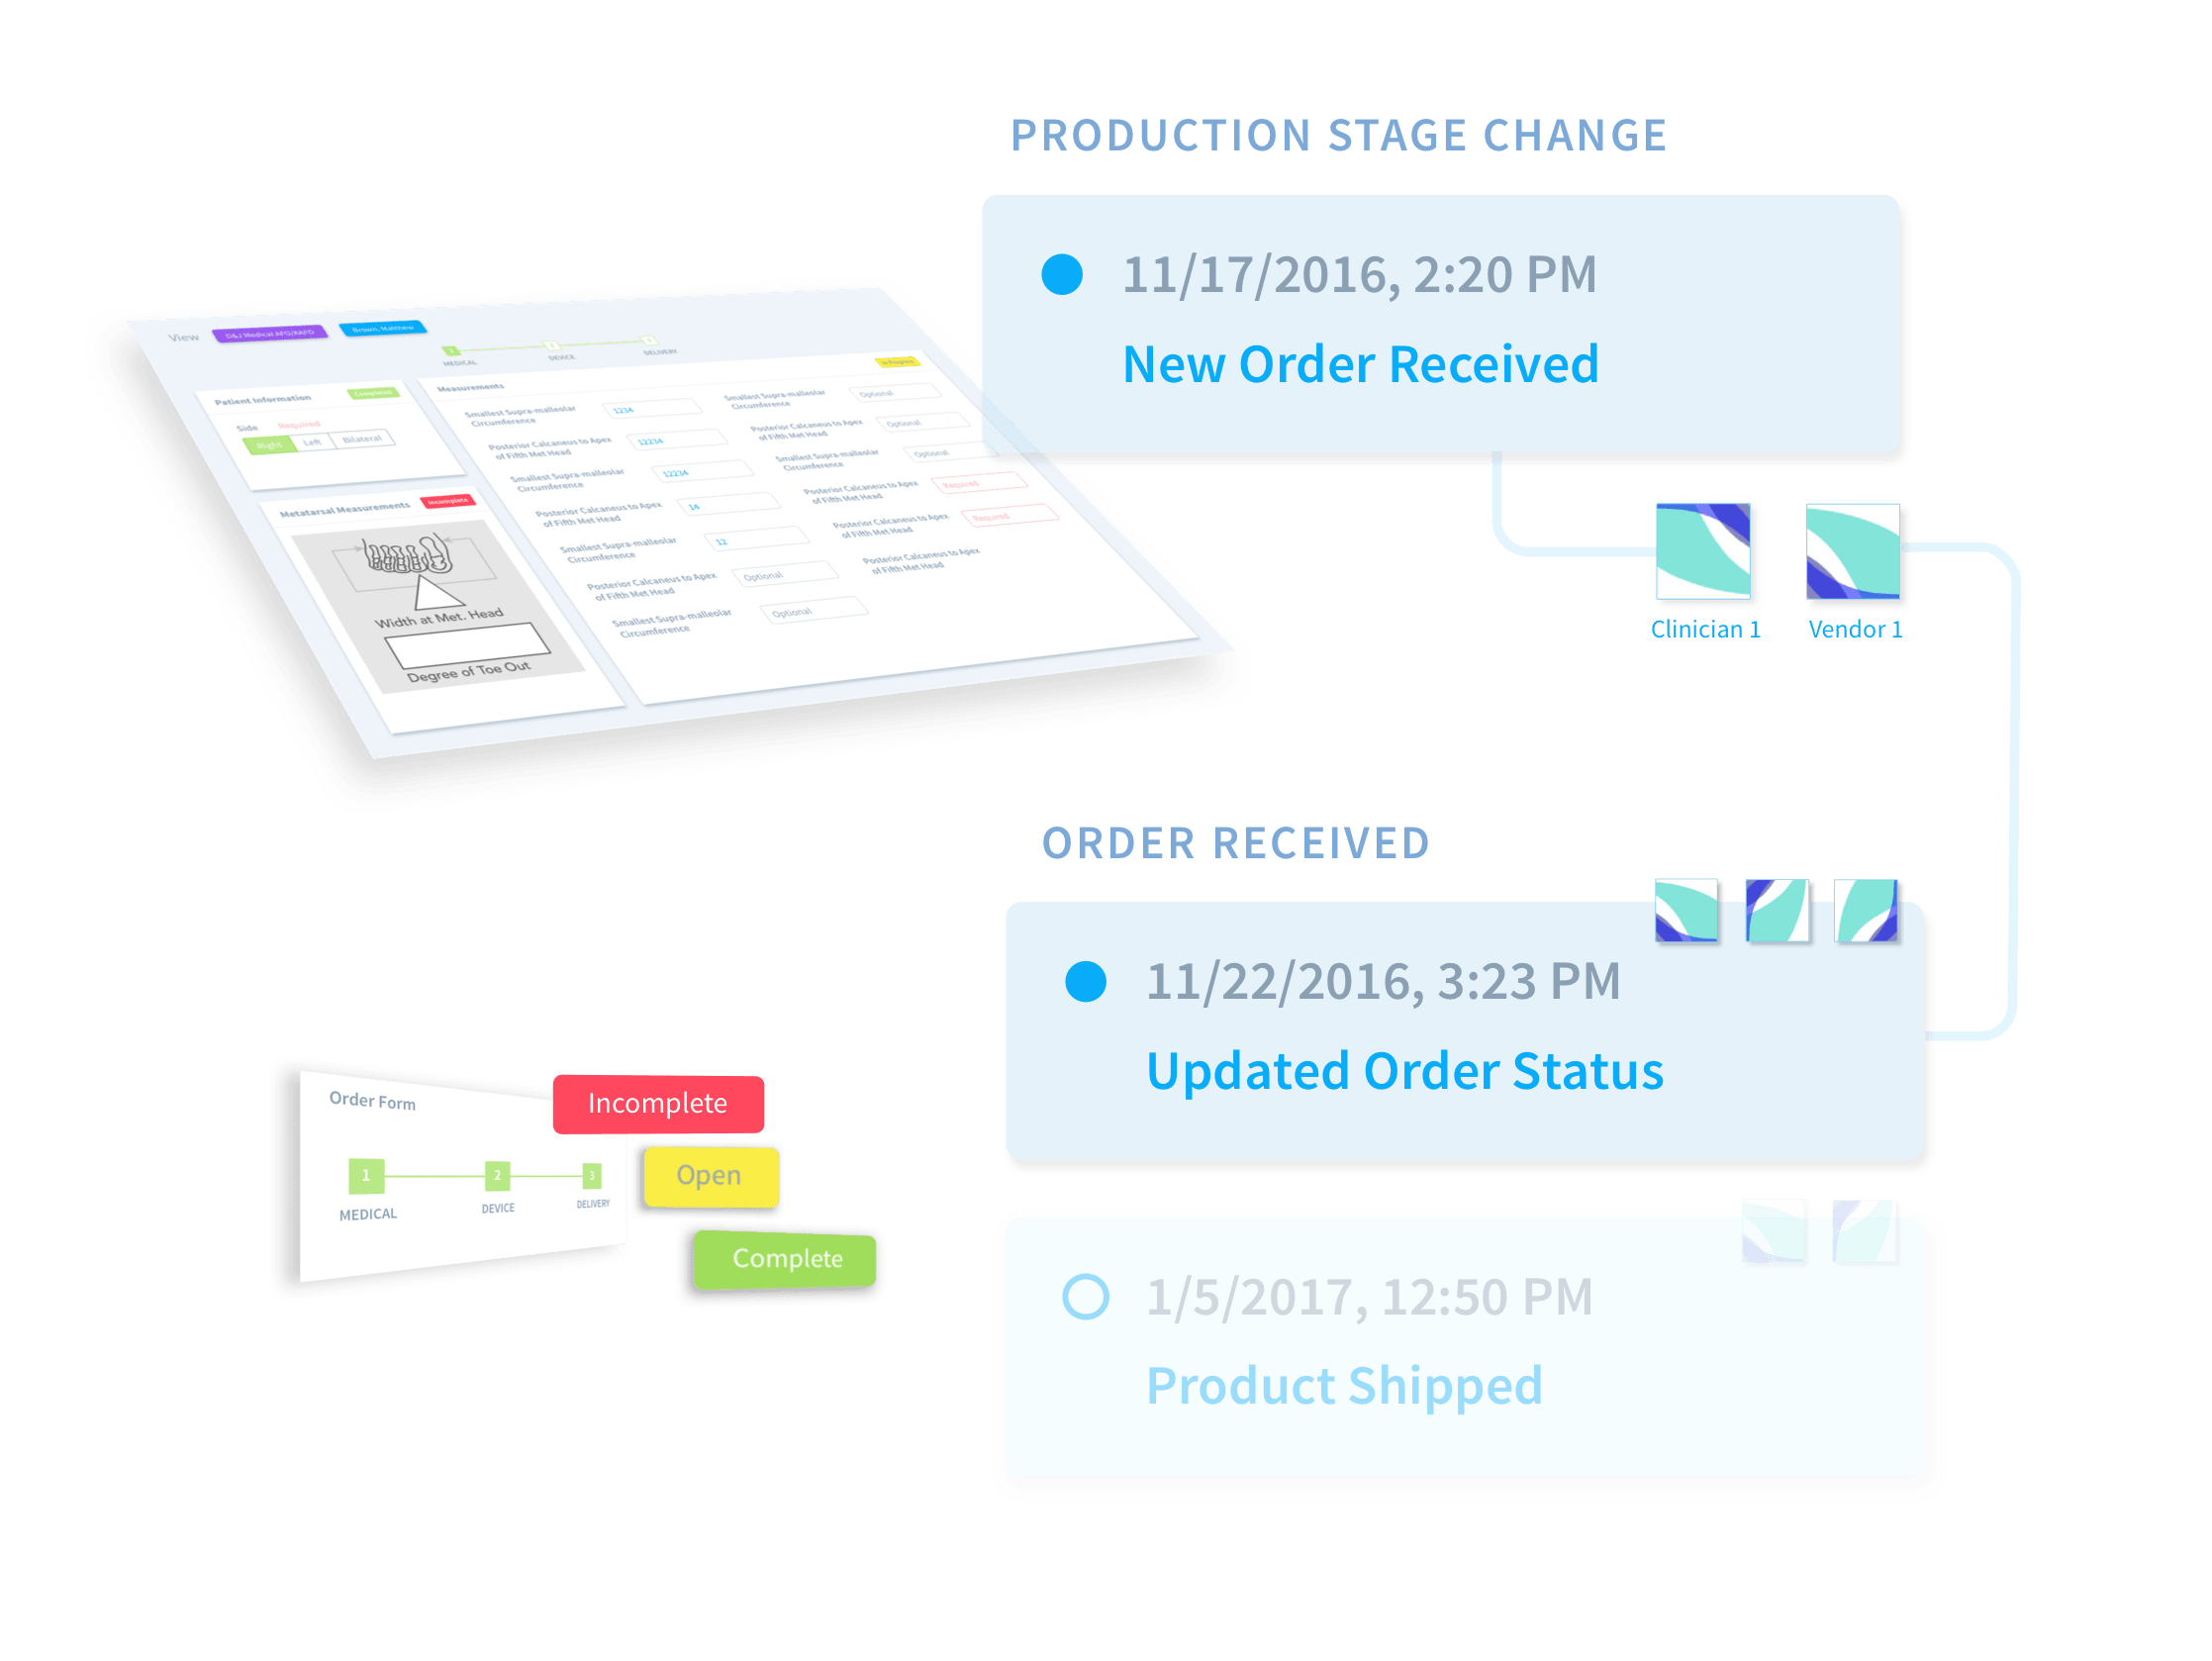 PRODUCTION STAGE CHANGE
11/17/2016, 2:20 PM
New Order Received
Clinician 1
Vendor 1
View
D&J Medical AFO/KAFO
Brown, Matthew
1
2
3
MEDICAL
DEVICE
DELIVERY
Patient Information
Completed
Side
Required
Right
Left
Bilateral
Metatarsal Measurements
Incomplete
Width at Met. Head
Degree of Toe Out
Measurements
In Progress
Smallest Supra-malleolar
Circumference
1234
Posterior Calcaneus to Apex
of Fifth Met Head
12234
Smallest Supra-malleolar
Circumference
12234
Posterior Calcaneus to Apex
of Fifth Met Head
14
Smallest Supra-malleolar
Circumference
12
Posterior Calcaneus to Apex
of Fifth Met Head
Optional
Smallest Supra-malleolar
Circumference
Optional
Smallest Supra-malleolar
Circumference
Optional
Posterior Calcaneus to Apex
of Fifth Met Head
Optional
Smallest Supra-malleolar
Circumference
Optional
Posterior Calcaneus to Apex
of Fifth Met Head
Required
Posterior Calcaneus to Apex
of Fifth Met Head
Required
Posterior Calcaneus to Apex
of Fifth Met Head
ORDER RECEIVED
11/22/2016, 3:23 PM
Updated Order Status
1/5/2017, 12:50 PM
Product Shipped
Order Form
1
2
3
MEDICAL
DEVICE
DELIVERY
Incomplete
Open
Complete